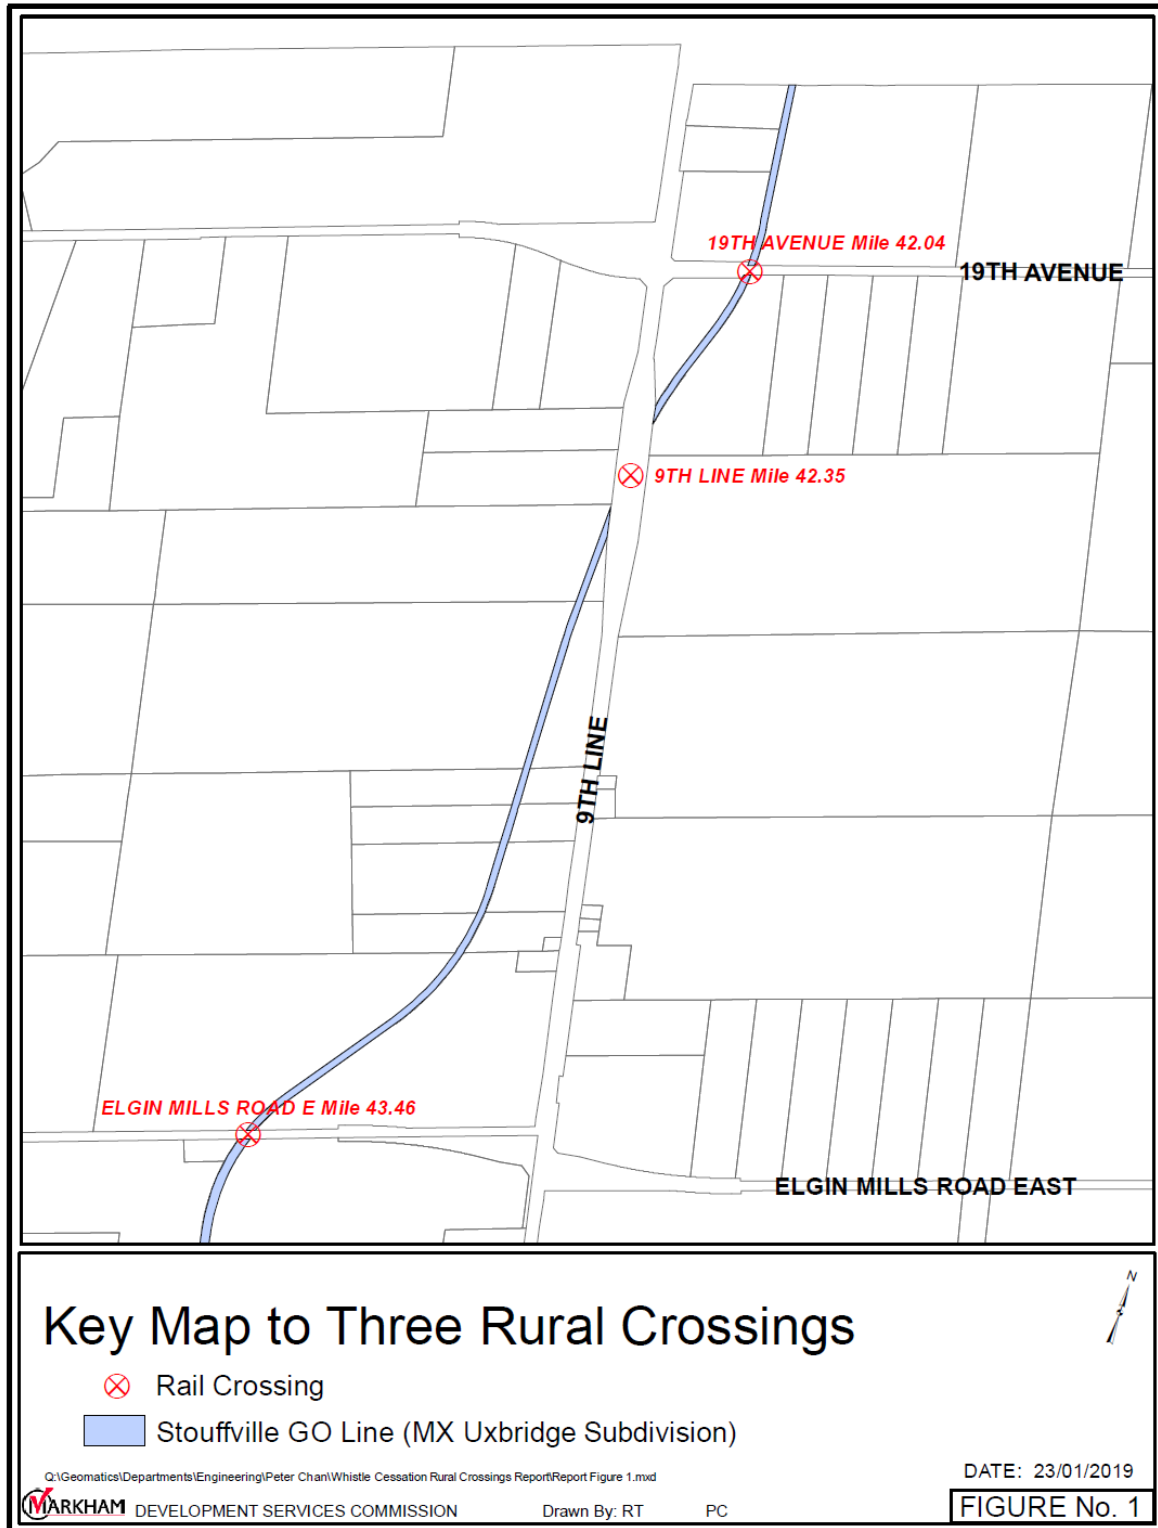 19TH AVENUE Mile 42.04
19TH AVENUE
9TH LINE Mile 42.35
9TH LINE
ELGIN MILLS ROAD E Mile 43.46
ELGIN MILLS ROAD EAST
N
Key Map to Three Rural Crossings
Rail Crossing
Stouffville GO Line (MX Uxbridge Subdivision)
Q:\Geomatics\Departments\Engineering\Peter Chan\Whistle Cessation Rural Crossings Report\Report Figure 1.mxd
DATE: 23/01/2019
MARKHAM DEVELOPMENT SERVICES COMMISSION Drawn By: RT PC
FIGURE No. 1